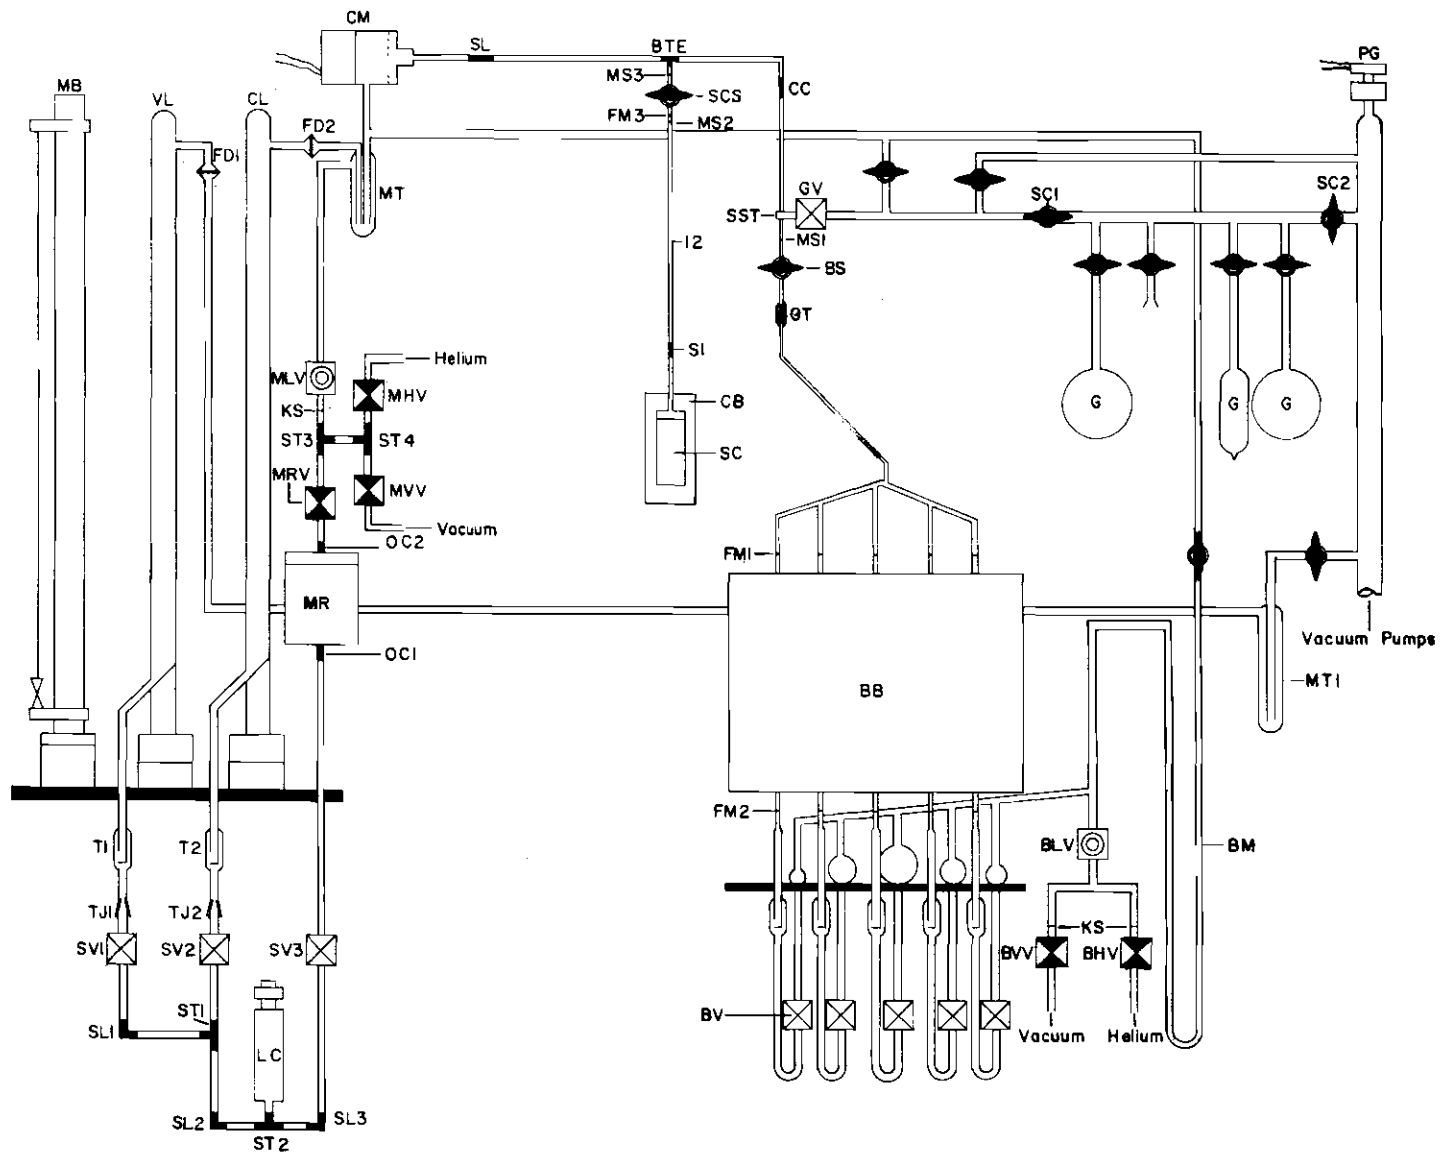 CM
SL
BTE
PG
MB
VL
CL
MS3
SCS
CC
FD2
FM3
MS2
FD1
MT
GV
SC1
SC2
SST
I2
MS1
BS
GT
S1
Helium
MLV
MHV
CB
KS
G
G
G
ST3
ST4
SC
MRV
MVV
Vacuum
OC2
FM1
MR
Vacuum Pumps
OC1
MT1
BB
FM2
T1
T2
BLV
BM
TJ1
TJ2
KS
SV1
SV2
SV3
BVV
BHV
ST1
BV
SL1
Vacuum
Helium
LC
SL2
SL3
ST2